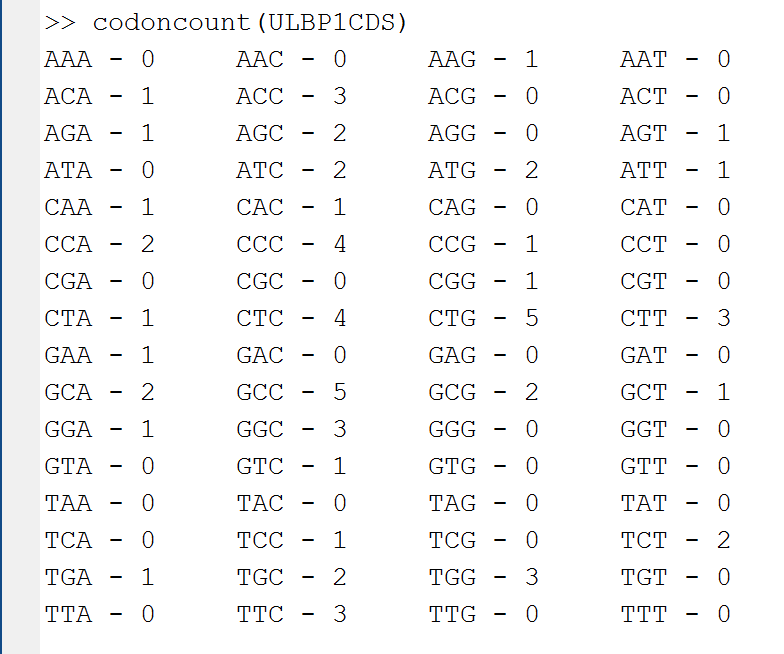 >> codoncount(ULBP1CDS)
AAA - 0 AAC - 0 AAG - 1 AAT - 0
ACA - 1 ACC - 3 ACG - 0 ACT - 0
AGA - 1 AGC - 2 AGG - 0 AGT - 1
ATA - 0 ATC - 2 ATG - 2 ATT - 1
CAA - 1 CAC - 1 CAG - 0 CAT - 0
CCA - 2 CCC - 4 CCG - 1 CCT - 0
CGA - 0 CGC - 0 CGG - 1 CGT - 0
CTA - 1 CTC - 4 CTG - 5 CTT - 3
GAA - 1 GAC - 0 GAG - 0 GAT - 0
GCA - 2 GCC - 5 GCG - 2 GCT - 1
GGA - 1 GGC - 3 GGG - 0 GGT - 0
GTA - 0 GTC - 1 GTG - 0 GTT - 0
TAA - 0 TAC - 0 TAG - 0 TAT - 0
TCA - 0 TCC - 1 TCG - 0 TCT - 2
TGA - 1 TGC - 2 TGG - 3 TGT - 0
TTA - 0 TTC - 3 TTG - 0 TTT - 0